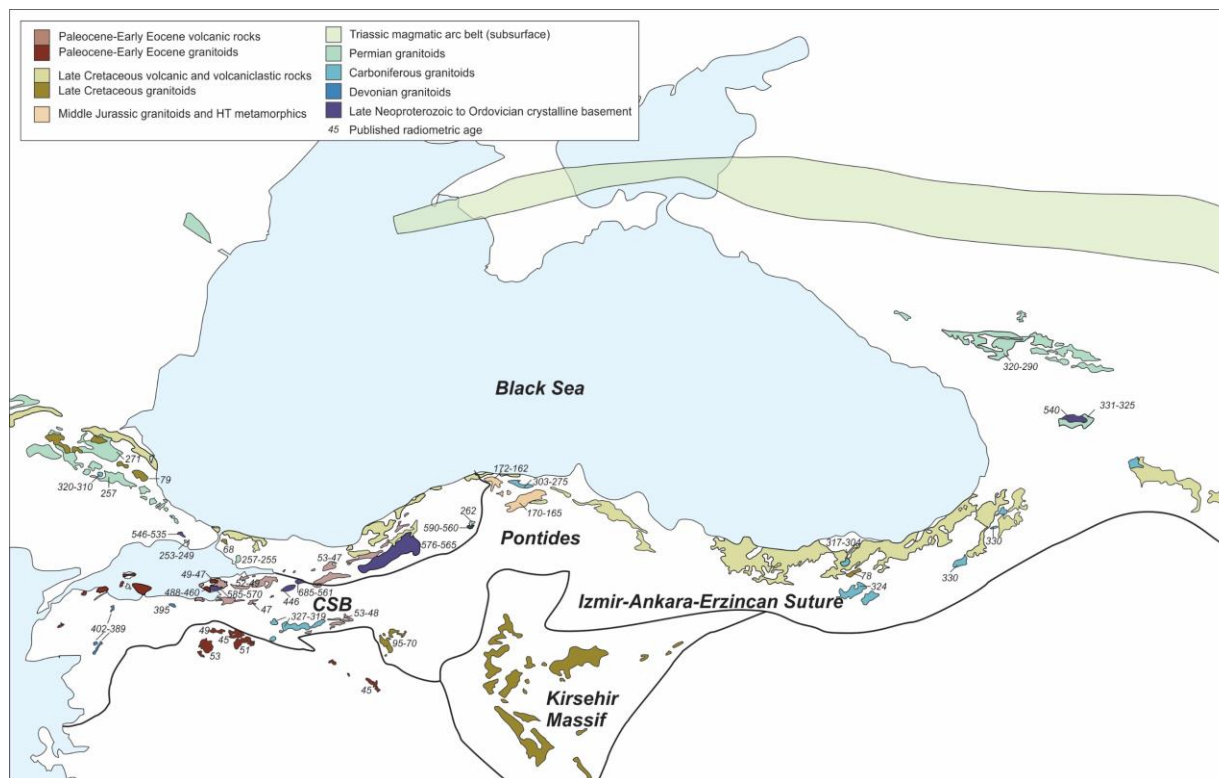 Paleocene-Early Eocene volcanic rocks
Paleocene-Early Eocene granitoids
Late Cretaceous volcanic and volcaniclastic rocks
Late Cretaceous granitoids
Middle Jurassic granitoids and HT metamorphics
Triassic magmatic arc belt (subsurface)
Permian granitoids
Carboniferous granitoids
Devonian granitoids
Late Neoproterozoic to Ordovician crystalline basement
45 Published radiometric age
320-290
Black Sea
540
331-325
271
320-310
257
79
172-162
303-275
170-165
262
590-560
576-565
Pontides
546-535
253-249
68
257-255
53-47
49-47
488-460
585-570
685-561
446
47
CSB
395
402-389
327-319
53-48
49
45
51
53
95-70
45
317-304
78
324
330
330
Izmir-Ankara-Erzincan Suture
Kirsehir
Massif